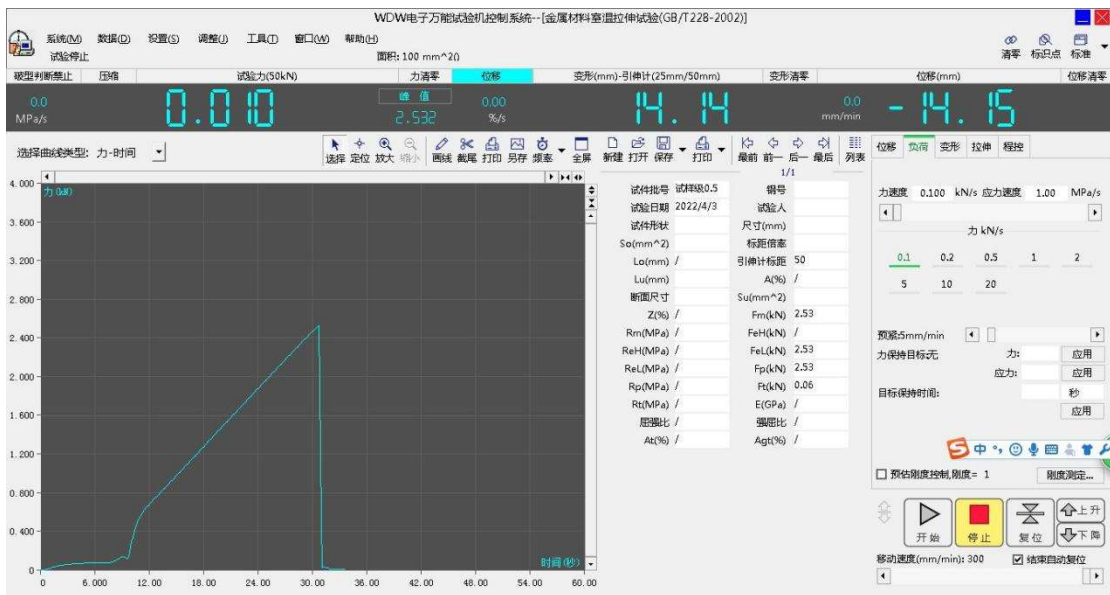 WDW电子万能试验机控制系统--[金属材料室温拉伸试验(GB/T228-2002)]
系统(M) 数据(D) 设置(S) 调整(J) 工具(T) 窗口(W) 帮助(H)
试验停止 面积: 100 mm^20
清零 标识点 标准
破型判断禁止 压缩 试验力(50kN) 力清零 位移 变形(mm)-引伸计(25mm/50mm) 变形清零 位移(mm) 位移清零
0.0 MPa/s 0.010 峰 值 2.532 0.00 %/s 14.14 0.0 mm/min -14.15
选择曲线类型: 力-时间
选择 定位 放大 缩小 画线 截尾 打印 另存 频率 全屏
新建 打开 保存 打印 最前 前一 后一 最后 列表
1/1
力(kN)
4.000
3.600
3.200
2.800
2.400
2.000
1.600
1.200
0.800
0.400
0
时间(秒)
0 6.000 12.00 18.00 24.00 30.00 36.00 42.00 48.00 54.00 60.00
试件批号 试样级0.5 钢号
试验日期 2022/4/3 试验人
试件形状 尺寸(mm)
So(mm^2) 标距倍率
Lo(mm) / 引伸计标距 50
Lu(mm) A(%) /
断面尺寸 Su(mm^2)
Z(%) / Fm(kN) 2.53
Rm(MPa) / FeH(kN) /
ReH(MPa) / FeL(kN) 2.53
ReL(MPa) / Fp(kN) 2.53
Rp(MPa) / Ft(kN) 0.06
Rt(MPa) / E(GPa) /
屈强比 / 强屈比 /
At(%) / Agt(%) /
位移 负荷 变形 拉伸 程控
力速度 0.100 kN/s 应力速度 1.00 MPa/s
力 kN/s
0.1 0.2 0.5 1 2
5 10 20
预紧:5mm/min
力保持目标:无 力: 应用
应力: 应用
目标保持时间: 秒
应用
中
预估刚度控制,刚度= 1 刚度测定...
开 始 停 止 复 位 上 升
下 降
移动速度(mm/min): 300 结束自动复位